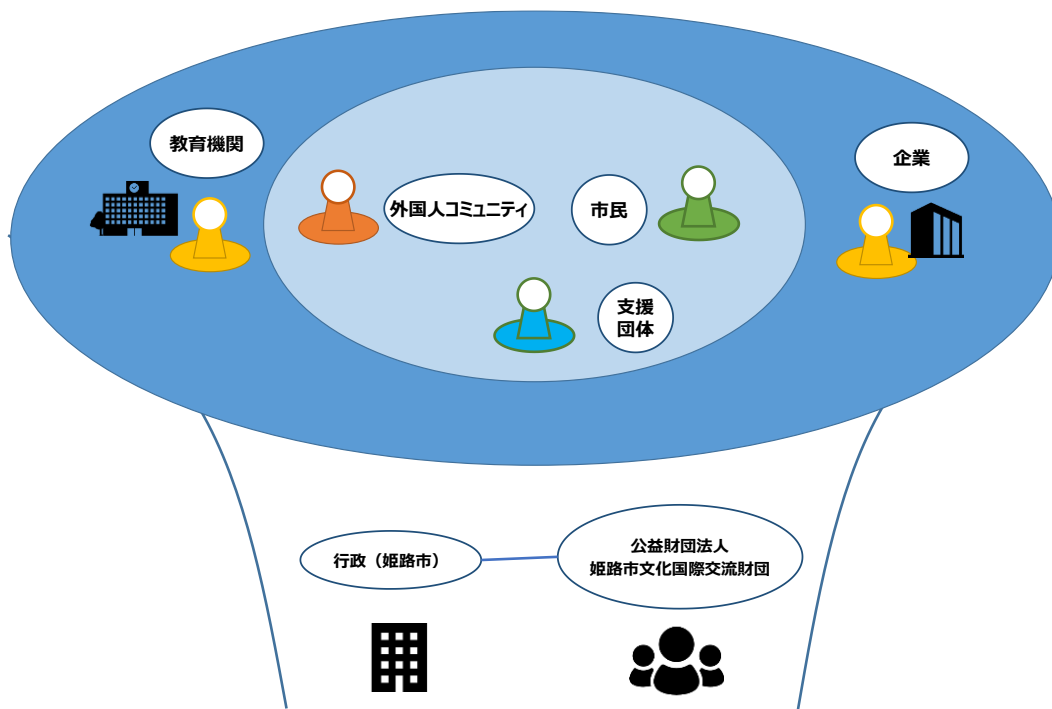 教育機関
企業
外国人コミュニティ
市民
支援
団体
行政（姫路市）
公益財団法人
姫路市文化国際交流財団